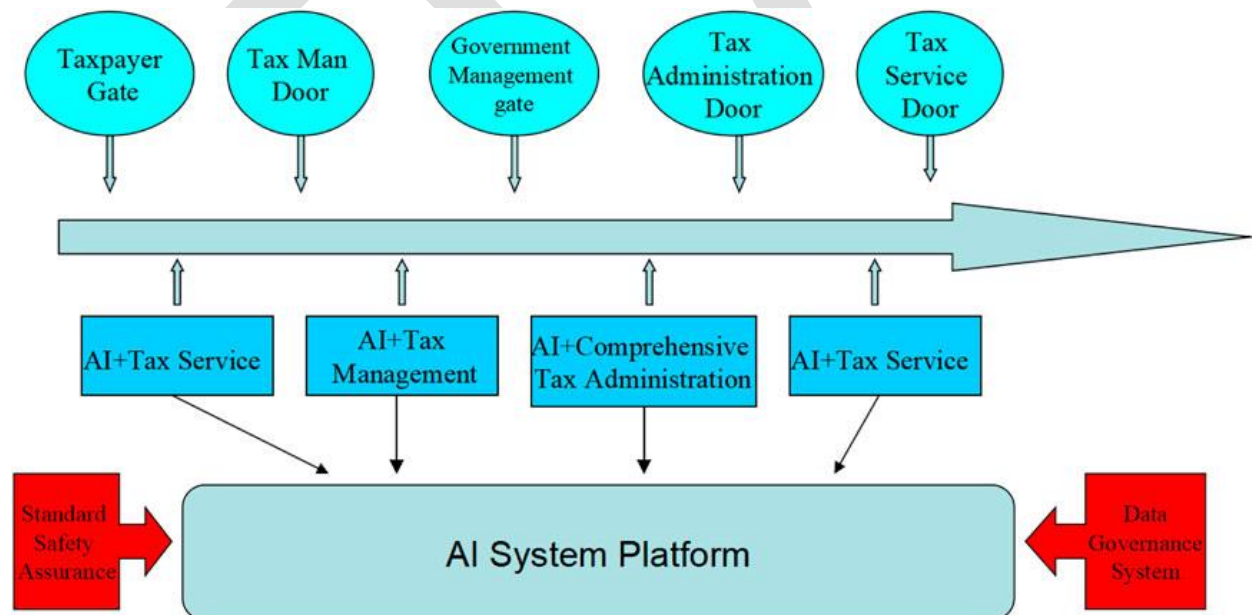 Taxpayer
Gate
Tax Man
Door
Government
Management
gate
Tax
Administration
Door
Tax
Service
Door
AI+Tax Service
AI+Tax
Management
AI+Comprehensive
Tax Administration
AI+Tax Service
Standard
Safety
Assurance
AI System Platform
Data
Governance
System